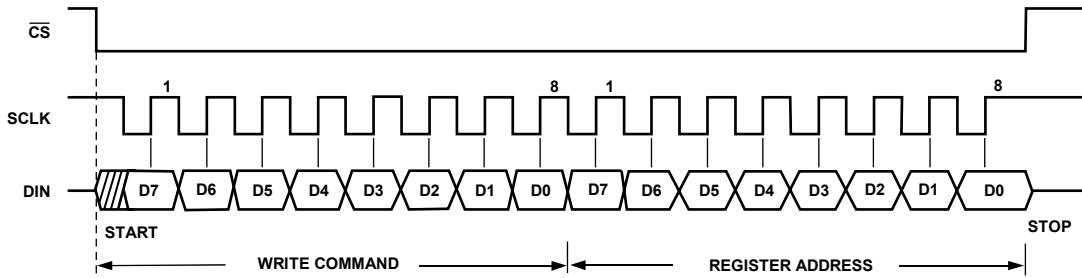 CS
1 8 1 8
SCLK
DIN D7 D6 D5 D4 D3 D2 D1 D0 D7 D6 D5 D4 D3 D2 D1 D0
START STOP
WRITE COMMAND REGISTER ADDRESS